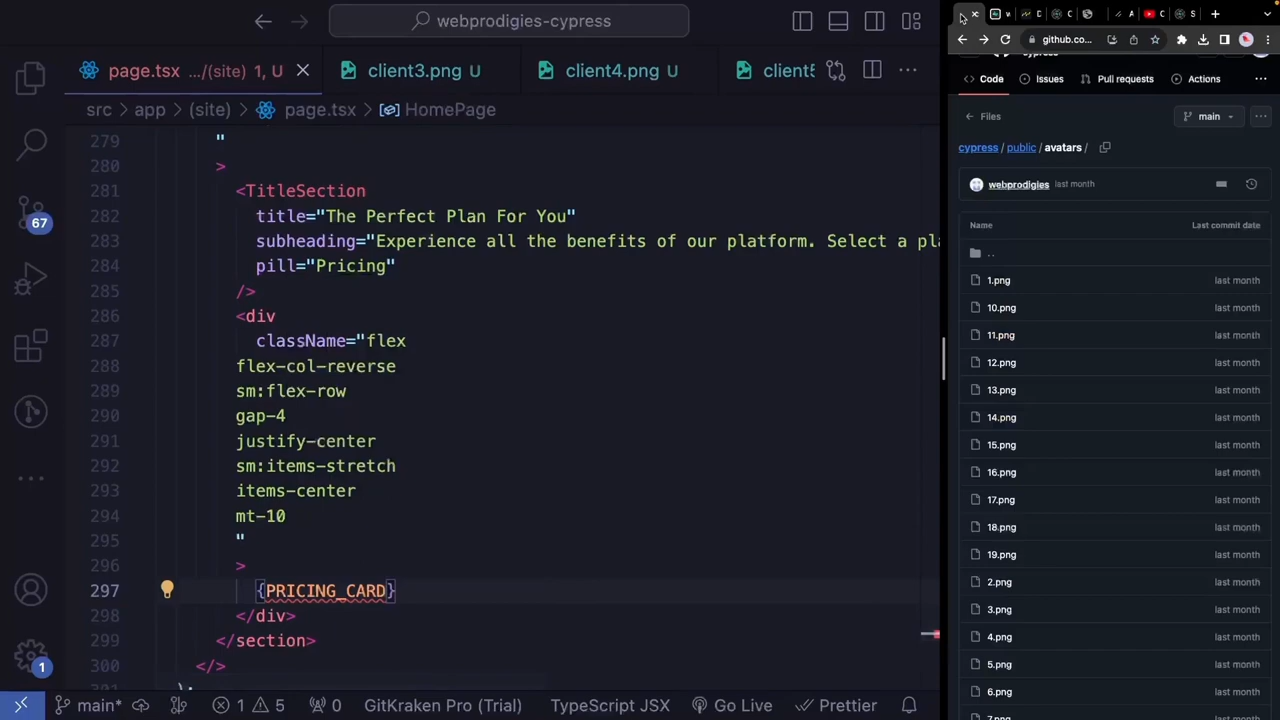 webprodigies-cypress
page.tsx .../(site) 1, U
client3.png U
client4.png U
client5
src > app > (site) > page.tsx > HomePage
279 "
280 >
281 <TitleSection
282 title="The Perfect Plan For You"
283 subheading="Experience all the benefits of our platform. Select a pla
284 pill="Pricing"
285 />
286 <div
287 className="flex
288 flex-col-reverse
289 sm:flex-row
290 gap-4
291 justify-center
292 sm:items-stretch
293 items-center
294 mt-10
295 "
296 >
297 {PRICING_CARD}
298 </div>
299 </section>
300 </>
301 );
67
1
main* 1 5 0 GitKraken Pro (Trial) TypeScript JSX Go Live Prettier
github.co...
Code Issues Pull requests Actions
Files main
cypress / public / avatars /
webprodigies last month
Name Last commit date
..
1.png last month
10.png last month
11.png last month
12.png last month
13.png last month
14.png last month
15.png last month
16.png last month
17.png last month
18.png last month
19.png last month
2.png last month
3.png last month
4.png last month
5.png last month
6.png last month
7.png last month